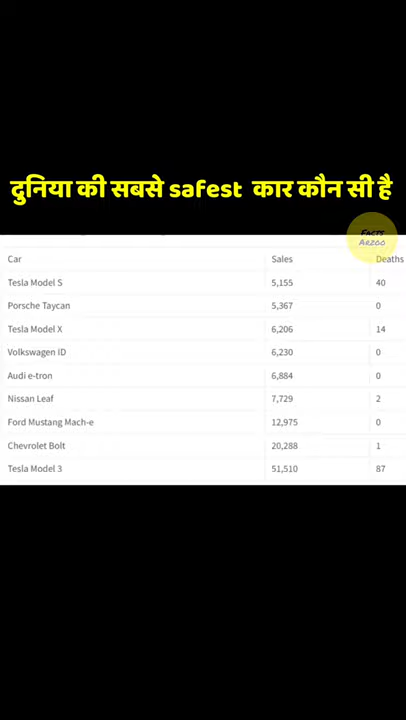 दुनिया की सबसे safest कार कौन सी है
FACTS
ARZOO
Car Sales Deaths
Tesla Model S 5,155 40
Porsche Taycan 5,367 0
Tesla Model X 6,206 14
Volkswagen ID 6,230 0
Audi e-tron 6,884 0
Nissan Leaf 7,729 2
Ford Mustang Mach-e 12,975 0
Chevrolet Bolt 20,288 1
Tesla Model 3 51,510 87